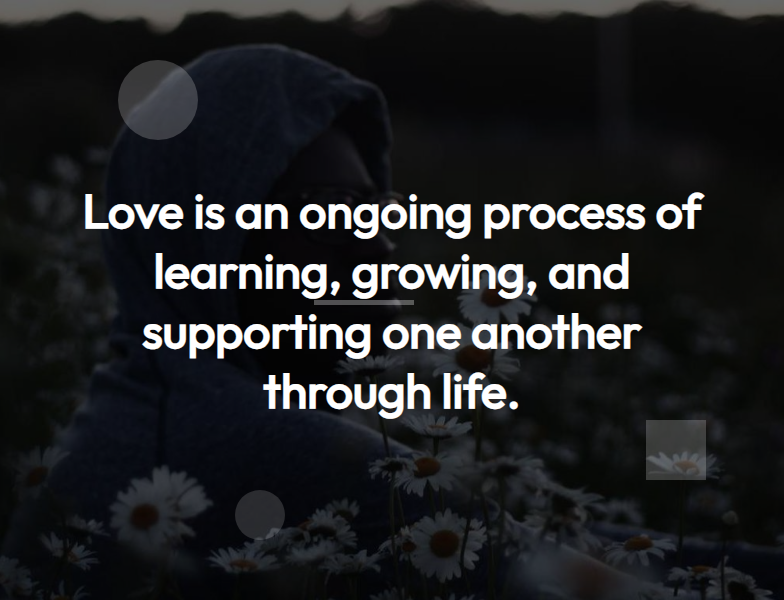 Love is an ongoing process of
learning, growing, and
supporting one another
through life.